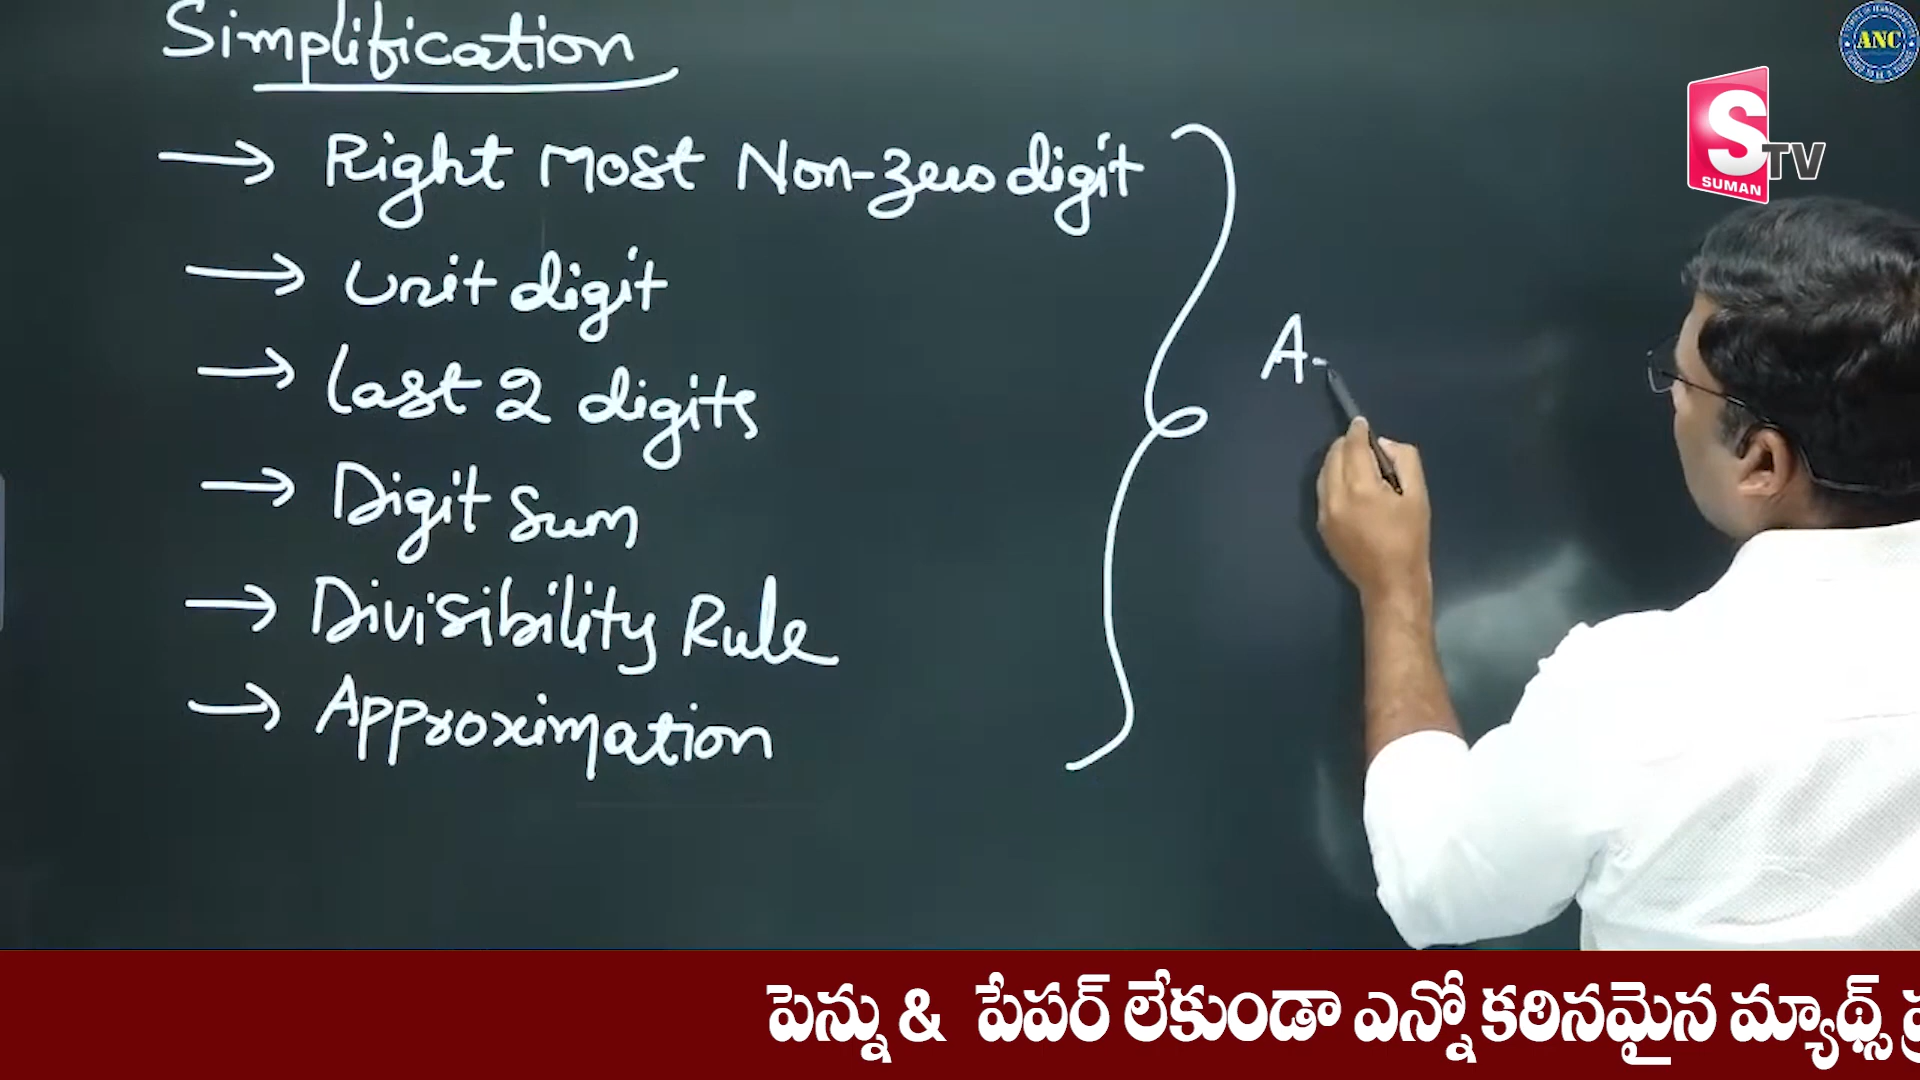 Simplification
→ Right Most Non-zero digit
→ Unit digit
→ Last 2 digits
→ Digit Sum
→ Divisibility Rule
→ Approximation
A-
ANC
S TV
SUMAN
పెన్ను & పేపర్ లేకుండా ఎన్నో కఠినమైన మ్యాథ్స్